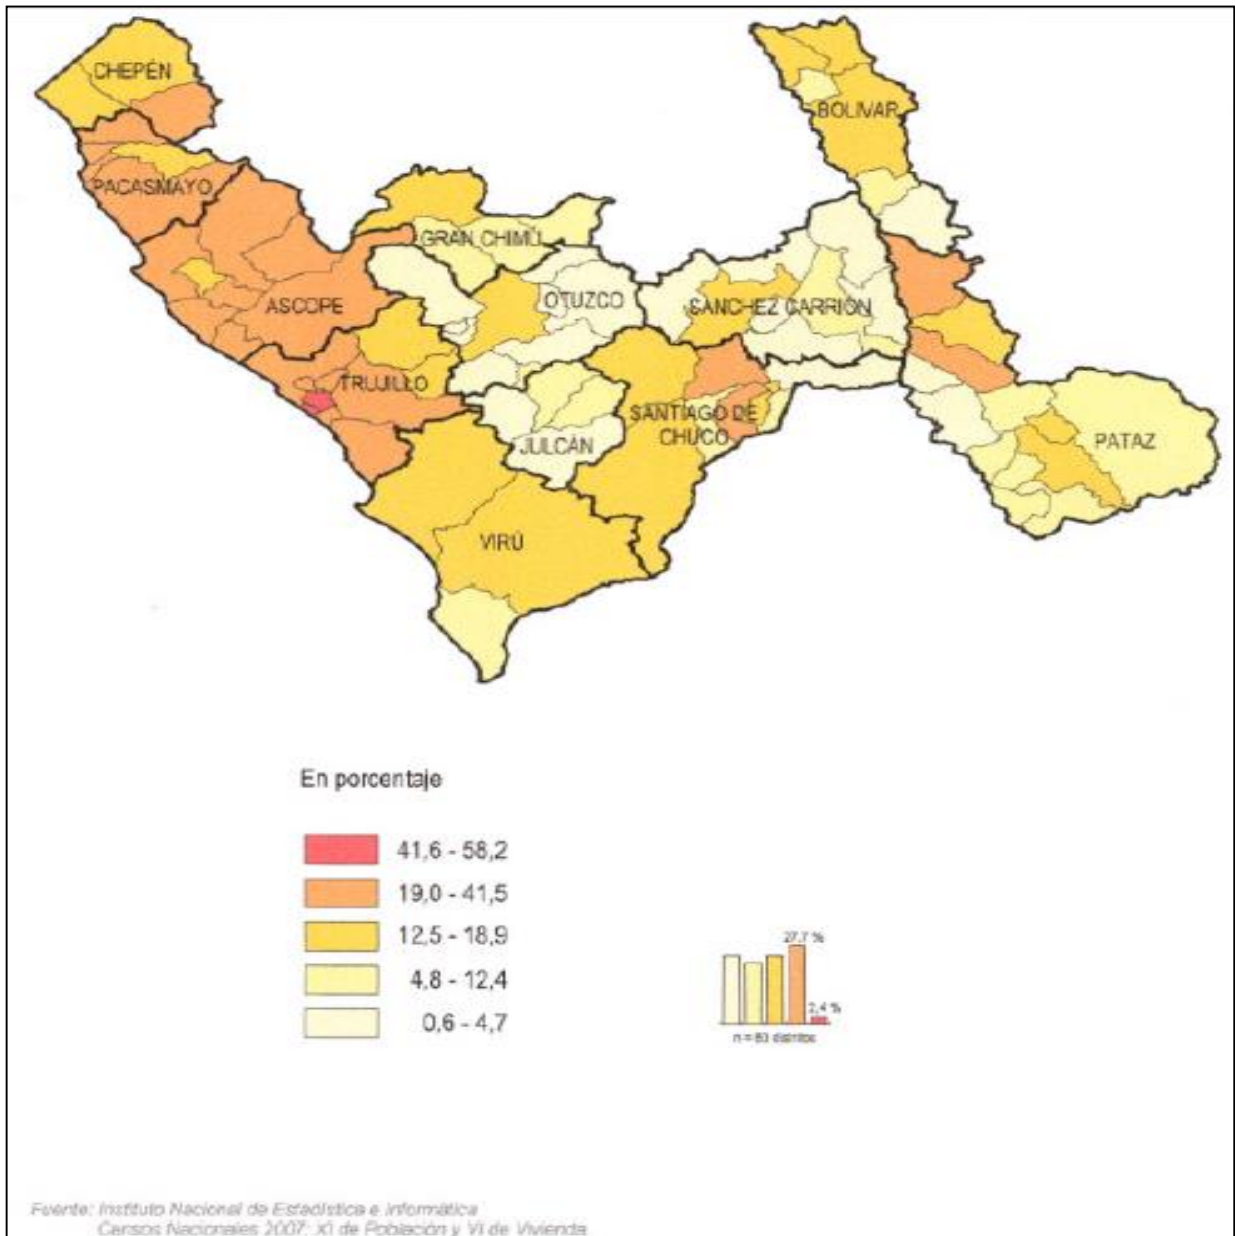 CHEPÉN
BOLIVAR
PACASMAYO
GRAN CHIMÚ
OTUZCO
SANCHEZ CARRIÓN
ASCOPE
TRUJILLO
SANTIAGO DE
CHUCO
JULCÁN
PATAZ
VIRÚ
En porcentaje
41,6 - 58,2
19,0 - 41,5
12,5 - 18,9
4,8 - 12,4
0,6 - 4,7
27,7 %
2,4 %
distritos
Fuente: Instituto Nacional de Estadística e Informática
Censos Nacionales 2007: XI de Población y VI de Vivienda